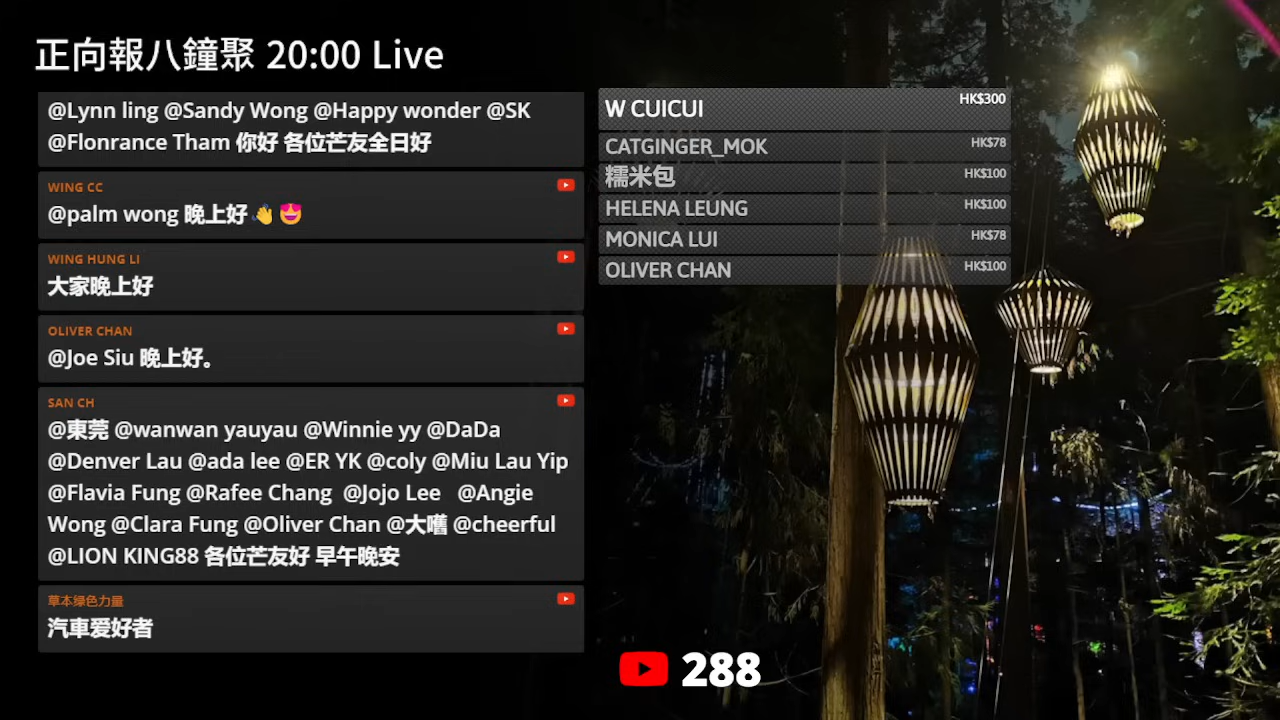 正向報八鐘聚 20:00 Live
@Lynn ling @Sandy Wong @Happy wonder @SK
@Flonrance Tham 你好 各位芒友全日好
WING CC
@palm wong 晚上好👋😍
WING HUNG LI
大家晚上好
OLIVER CHAN
@Joe Siu 晚上好。
SAN CH
@東莞 @wanwan yauyau @Winnie yy @DaDa
@Denver Lau @ada lee @ER YK @coly @Miu Lau Yip
@Flavia Fung @Rafee Chang @Jojo Lee @Angie
Wong @Clara Fung @Oliver Chan @大嚿 @cheerful
@LION KING88 各位芒友好 早午晚安
草本绿色力量
汽車爱好者
W CUICUI HK$300
CATGINGER_MOK HK$78
糯米包 HK$100
HELENA LEUNG HK$100
MONICA LUI HK$78
OLIVER CHAN HK$100
288